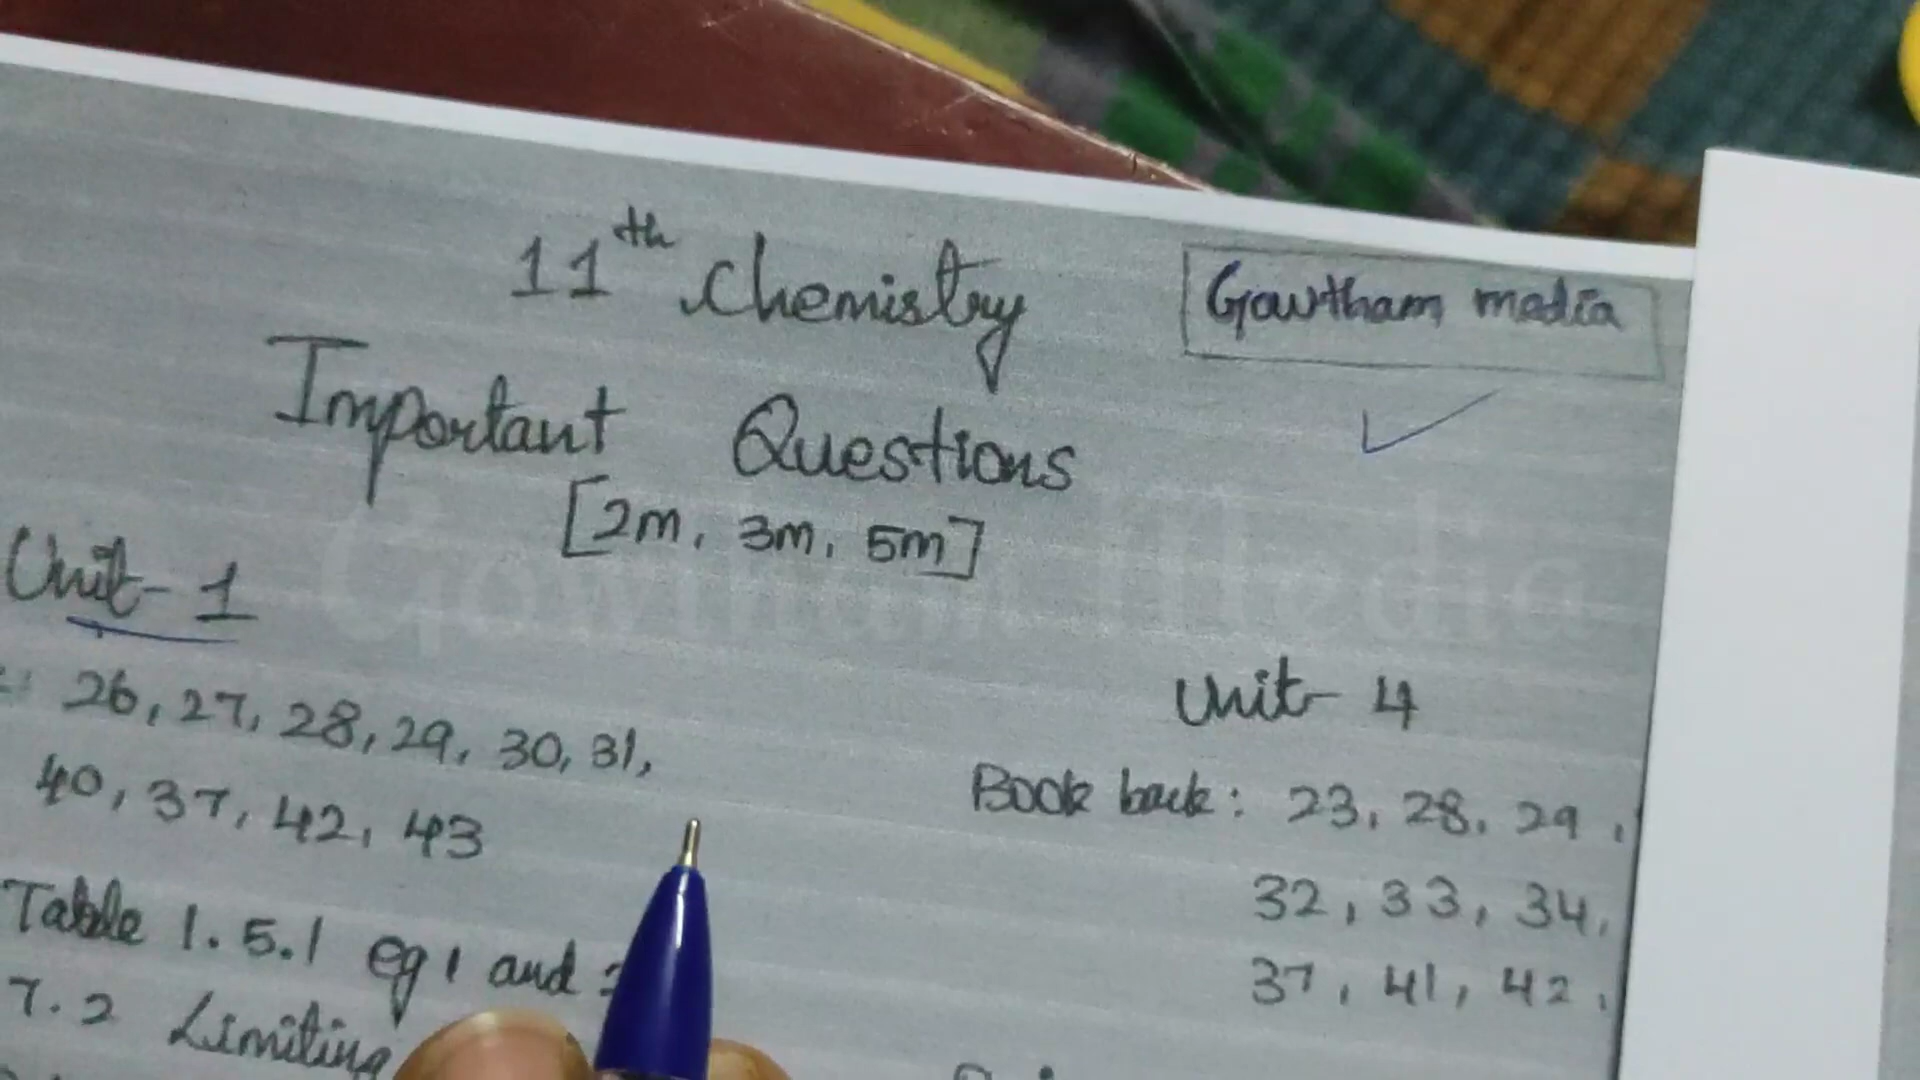 11th Chemistry
Gowtham media
Important Questions
[2m, 3m, 5m]
Unit - 1
26, 27, 28, 29, 30, 31,
40, 37, 42, 43
Table 1.5.1 eg 1 and
7.2 Limiting
Unit - 4
Book back: 23, 28, 29,
32, 33, 34,
37, 41, 42,
Gowtham Media